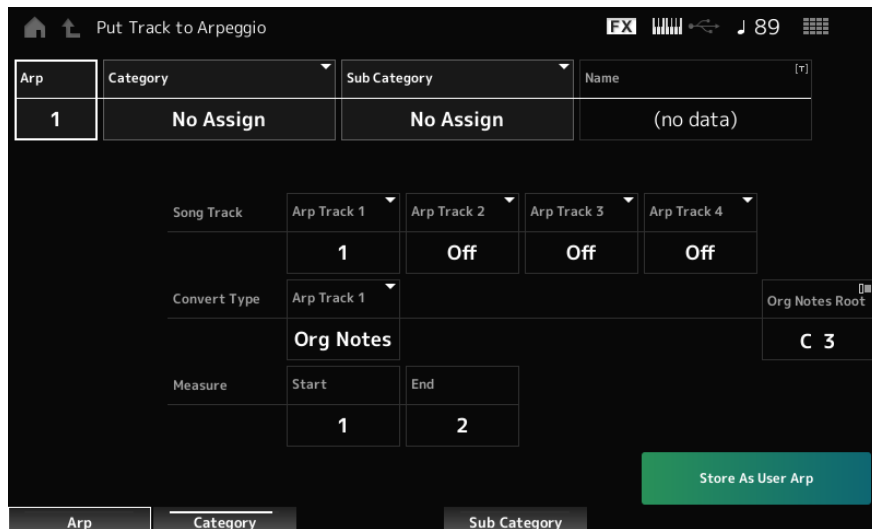 Put Track to Arpeggio FX 89
Arp Category Sub Category Name [T]
1 No Assign No Assign (no data)
Song Track Arp Track 1 Arp Track 2 Arp Track 3 Arp Track 4
1 Off Off Off
Convert Type Arp Track 1 Org Notes Root
Org Notes C 3
Measure Start End
1 2
Store As User Arp
Arp Category Sub Category